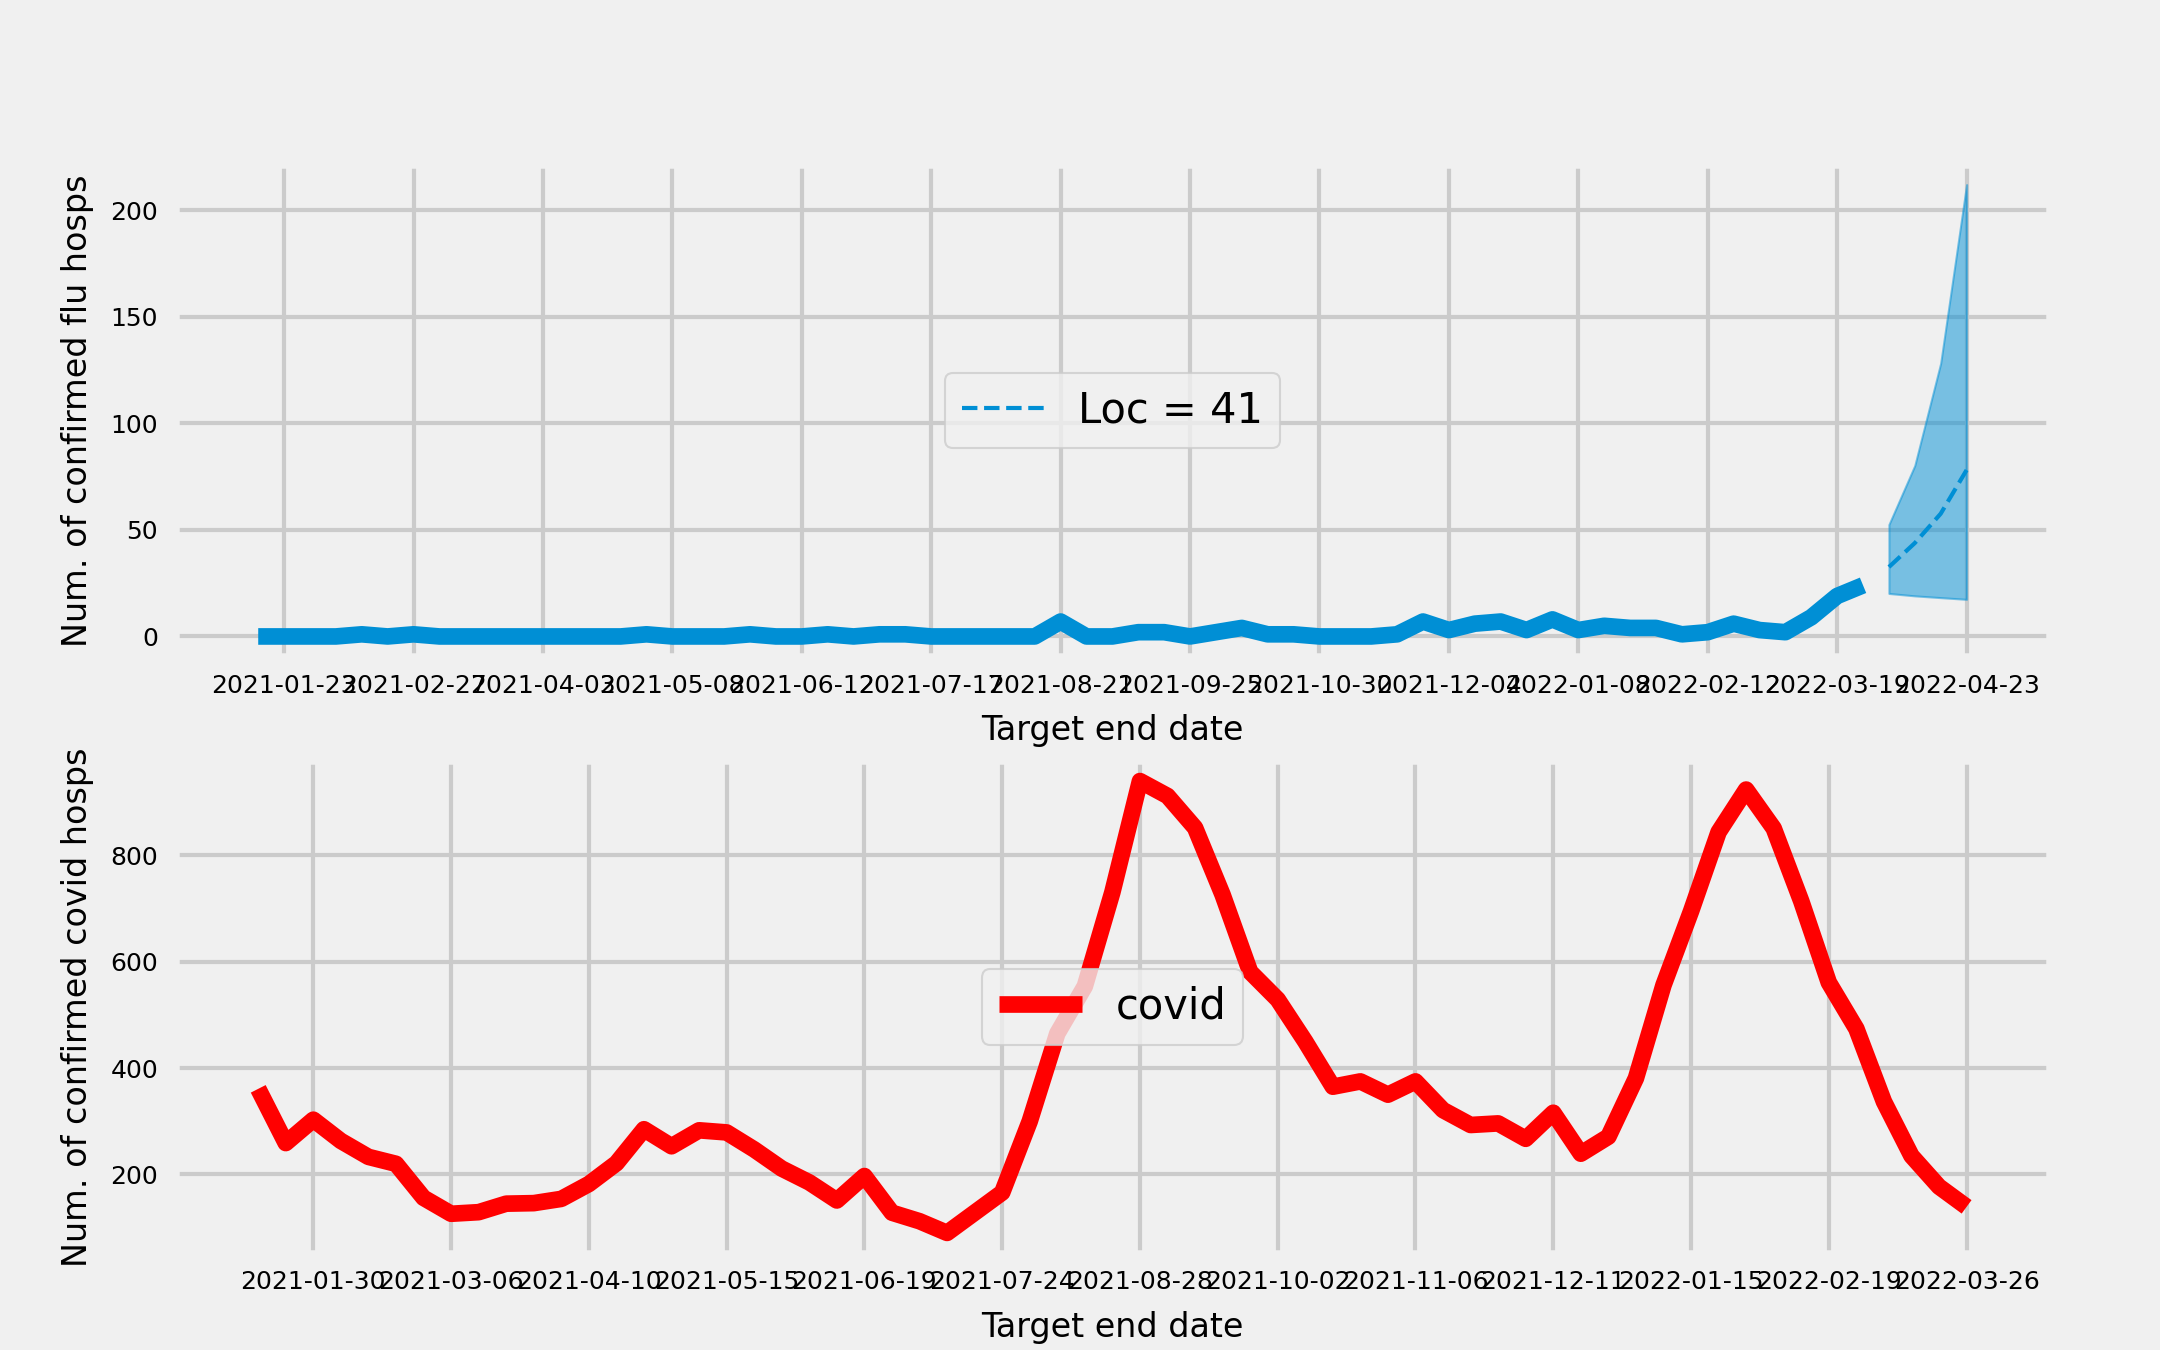 Num. of confirmed flu hosps
200
150
100
50
0
Loc = 41
2021-01-23 2021-02-27 2021-04-03 2021-05-08 2021-06-12 2021-07-17 2021-08-21 2021-09-25 2021-10-30 2021-12-04 2022-01-08 2022-02-12 2022-03-19 2022-04-23
Target end date
Num. of confirmed covid hosps
800
600
400
200
covid
2021-01-30 2021-03-06 2021-04-10 2021-05-15 2021-06-19 2021-07-24 2021-08-28 2021-10-02 2021-11-06 2021-12-11 2022-01-15 2022-02-19 2022-03-26
Target end date